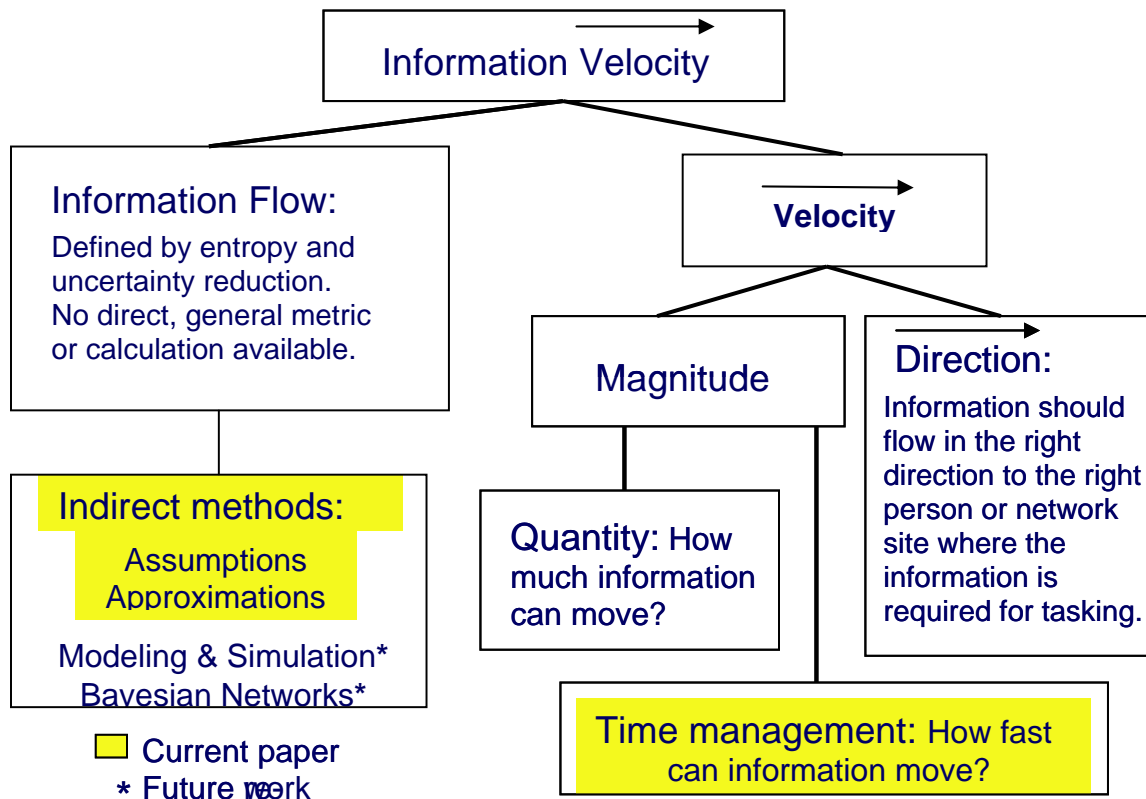 Information Velocity
Information Flow:
Defined by entropy and
uncertainty reduction.
No direct, general metric
or calculation available.
Velocity
Magnitude
Direction:
Information should
flow in the right
direction to the right
person or network
site where the
information is
required for tasking.
Indirect methods:
Assumptions
Approximations
Modeling & Simulation*
Bayesian Networks*
Quantity: How
much information
can move?
Time management: How fast
can information move?
Current paper
* Future work